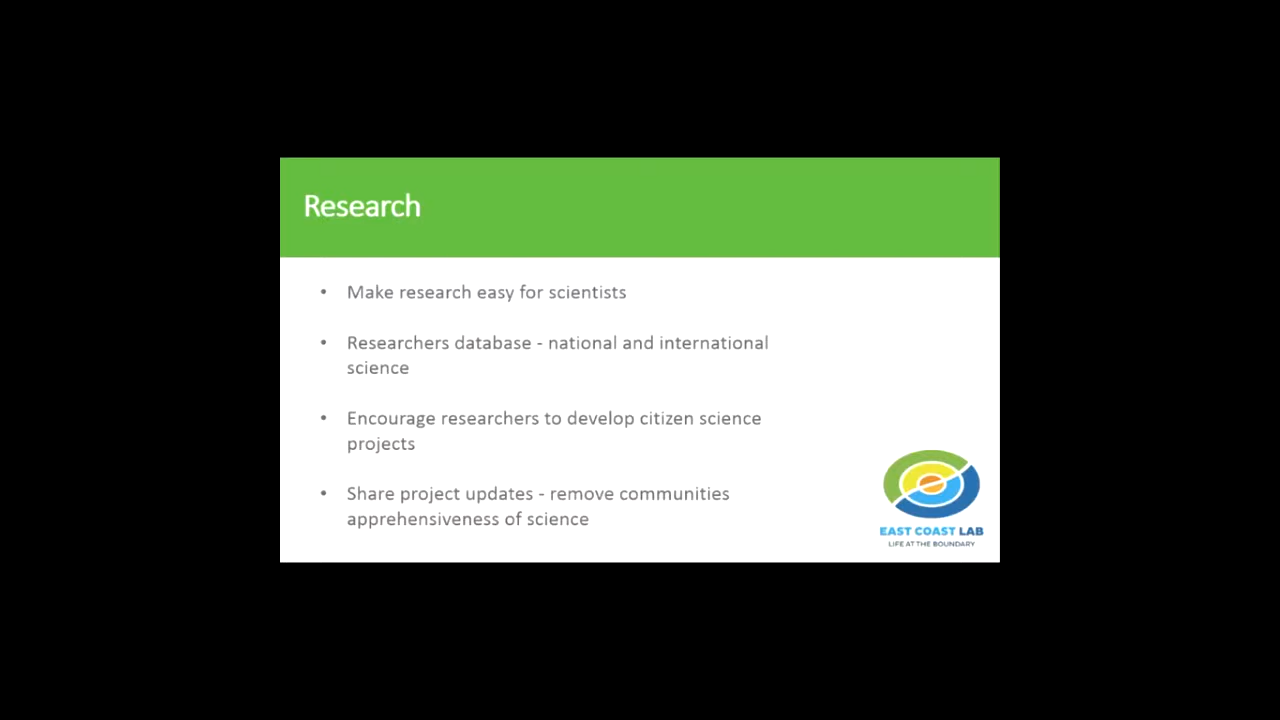 Research
• Make research easy for scientists
• Researchers database - national and international
science
• Encourage researchers to develop citizen science
projects
• Share project updates - remove communities
apprehensiveness of science
EAST COAST LAB
LIFE AT THE BOUNDARY